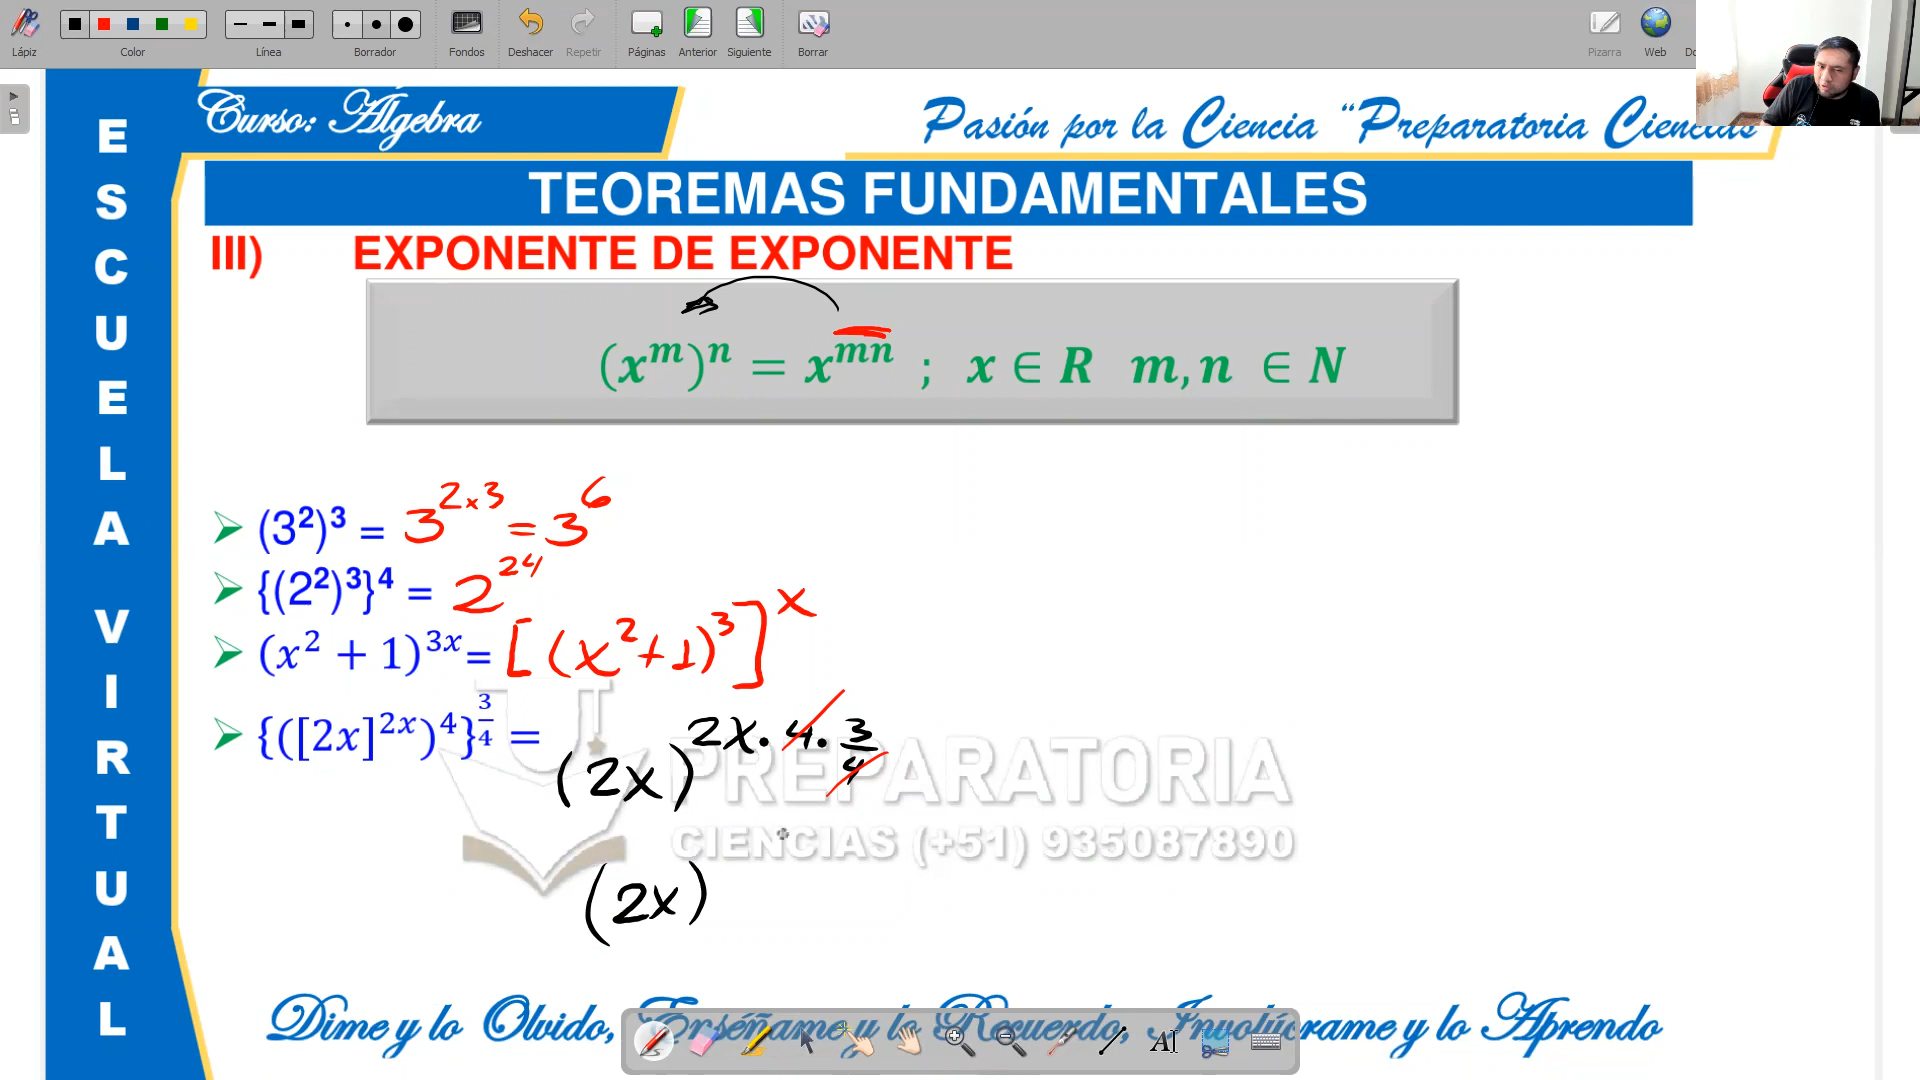 Lápiz
Color
Línea
Borrador
Fondos
Deshacer
Repetir
Páginas
Anterior
Siguiente
Borrar
Pizarra
Web
ESCUELA VIRTUAL
Curso: Álgebra
Pasión por la Ciencia “Preparatoria Ciencias”
TEOREMAS FUNDAMENTALES
III) EXPONENTE DE EXPONENTE
(x^m)^n = x^{mn} ; x ∈ R m, n ∈ N
➢ (3²)³ = 3^{2×3} = 3^6
➢ {(2²)³}⁴ = 2^{24}
➢ (x² + 1)^{3x} = [(x²+1)³]^x
➢ {([2x]^{2x})⁴}^{3/4} = (2x)^{2x·4·3/4}
(2x)
PREPARATORIA
CIENCIAS (+51) 935087890
Dime y lo Olvido, Enséñame y lo Recuerdo, Involúcrame y lo Aprendo